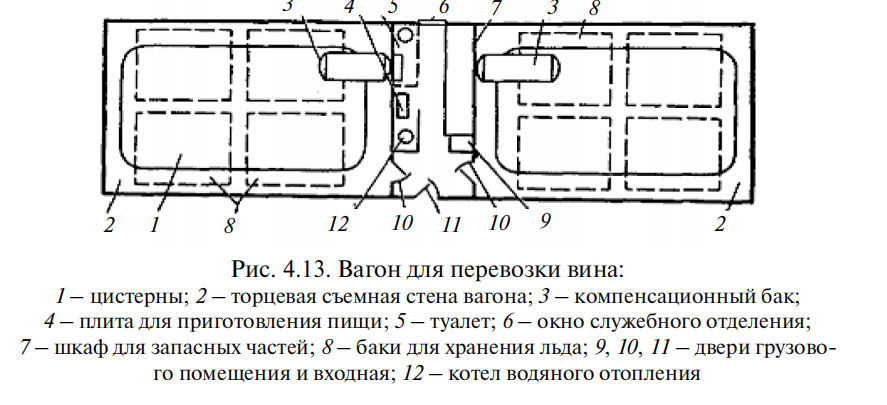 3 4 5 6 7 3 8
2 1 8 12 10 11 10 9 2
Рис. 4.13. Вагон для перевозки вина:
1 – цистерны; 2 – торцевая съемная стена вагона; 3 – компенсационный бак;
4 – плита для приготовления пищи; 5 – туалет; 6 – окно служебного отделения;
7 – шкаф для запасных частей; 8 – баки для хранения льда; 9, 10, 11 – двери грузово-
го помещения и входная; 12 – котел водяного отопления